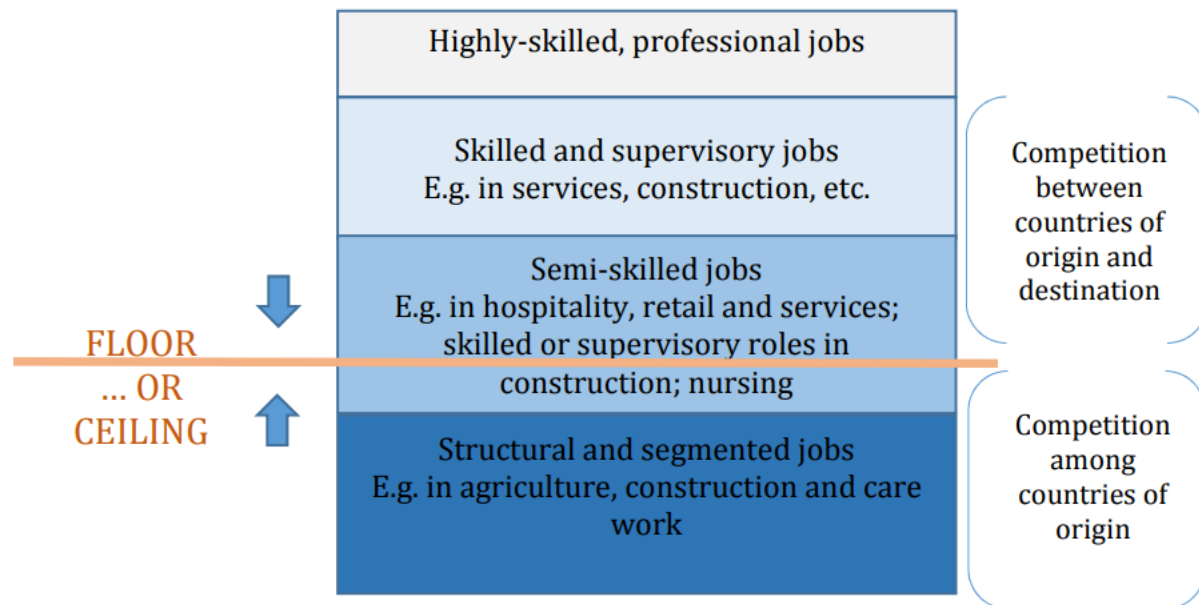 Highly-skilled, professional jobs
Skilled and supervisory jobs
E.g. in services, construction, etc.
Semi-skilled jobs
E.g. in hospitality, retail and services;
skilled or supervisory roles in
construction; nursing
Structural and segmented jobs
E.g. in agriculture, construction and care
work
FLOOR
... OR
CEILING
Competition
between
countries of
origin and
destination
Competition
among
countries of
origin